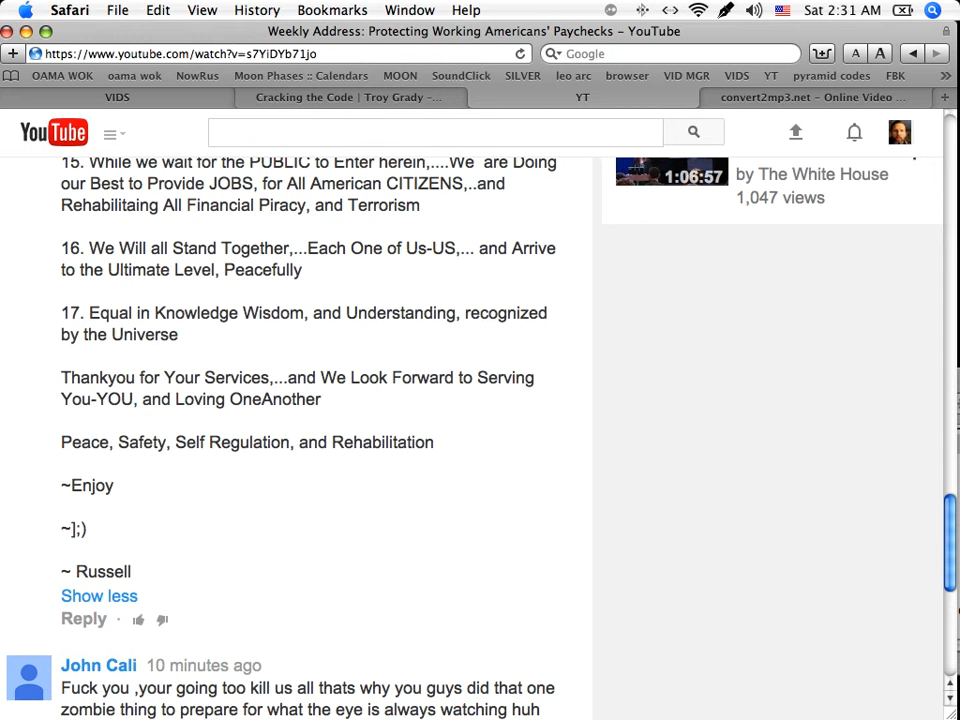 Safari File Edit View History Bookmarks Window Help Sat 2:31 AM
Weekly Address: Protecting Working Americans' Paychecks – YouTube
https://www.youtube.com/watch?v=s7YiDYb71jo Google A A
OAMA WOK oama wok NowRus Moon Phases :: Calendars MOON SoundClick SILVER leo arc browser VID MGR VIDS YT pyramid codes FBK »
VIDS Cracking the Code | Troy Grady –... YT convert2mp3.net – Online Video ... +
YouTube
15. While we wait for the PUBLIC to Enter herein,....We are Doing
our Best to Provide JOBS, for All American CITIZENS,..and
Rehabilitaing All Financial Piracy, and Terrorism
16. We Will all Stand Together,...Each One of Us-US,... and Arrive
to the Ultimate Level, Peacefully
17. Equal in Knowledge Wisdom, and Understanding, recognized
by the Universe
Thankyou for Your Services,...and We Look Forward to Serving
You-YOU, and Loving OneAnother
Peace, Safety, Self Regulation, and Rehabilitation
~Enjoy
~];)
~ Russell
Show less
Reply ·
John Cali 10 minutes ago
Fuck you ,your going too kill us all thats why you guys did that one
zombie thing to prepare for what the eye is always watching huh
1:06:57
by The White House
1,047 views